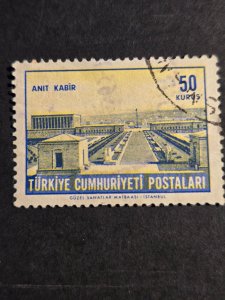 ANIT KABİR
50
KURUŞ
TÜRKİYE CUMHURİYETİ POSTALARI
GÜZEL SANATLAR MATBAASI - İSTANBUL